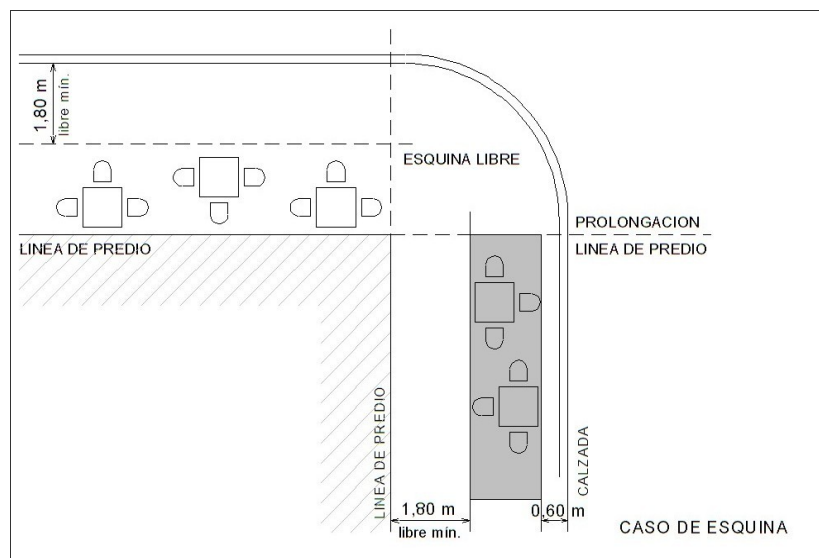 1,80 m
libre mín.
ESQUINA LIBRE
PROLONGACION
LINEA DE PREDIO
LINEA DE PREDIO
LINEA DE PREDIO
CALZADA
1,80 m
libre mín.
0,60 m
CASO DE ESQUINA